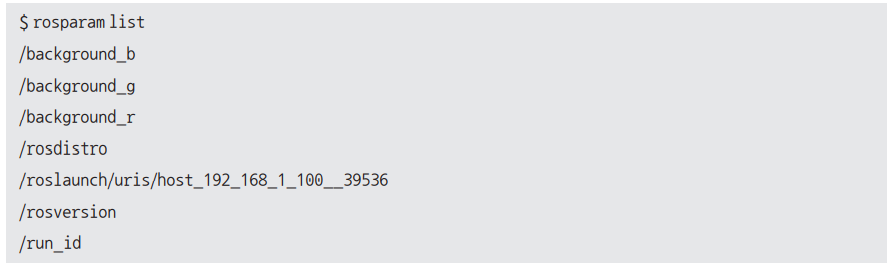 $ rosparam list
/background_b
/background_g
/background_r
/rosdistro
/roslaunch/uris/host_192_168_1_100__39536
/rosversion
/run_id